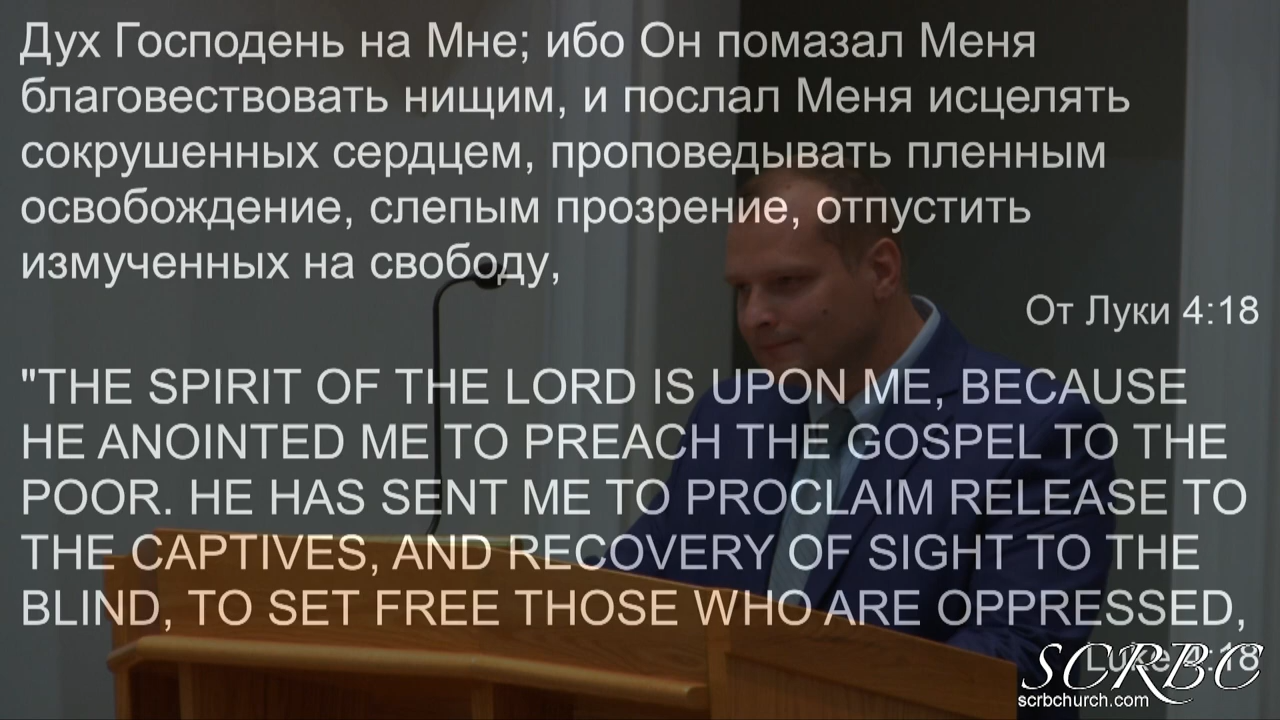 Дух Господень на Мне; ибо Он помазал Меня
благовествовать нищим, и послал Меня исцелять
сокрушенных сердцем, проповедывать пленным
освобождение, слепым прозрение, отпустить
измученных на свободу,
От Луки 4:18
"THE SPIRIT OF THE LORD IS UPON ME, BECAUSE
HE ANOINTED ME TO PREACH THE GOSPEL TO THE
POOR. HE HAS SENT ME TO PROCLAIM RELEASE TO
THE CAPTIVES, AND RECOVERY OF SIGHT TO THE
BLIND, TO SET FREE THOSE WHO ARE OPPRESSED,
Luke 4:18
SCRBC
scrbchurch.com